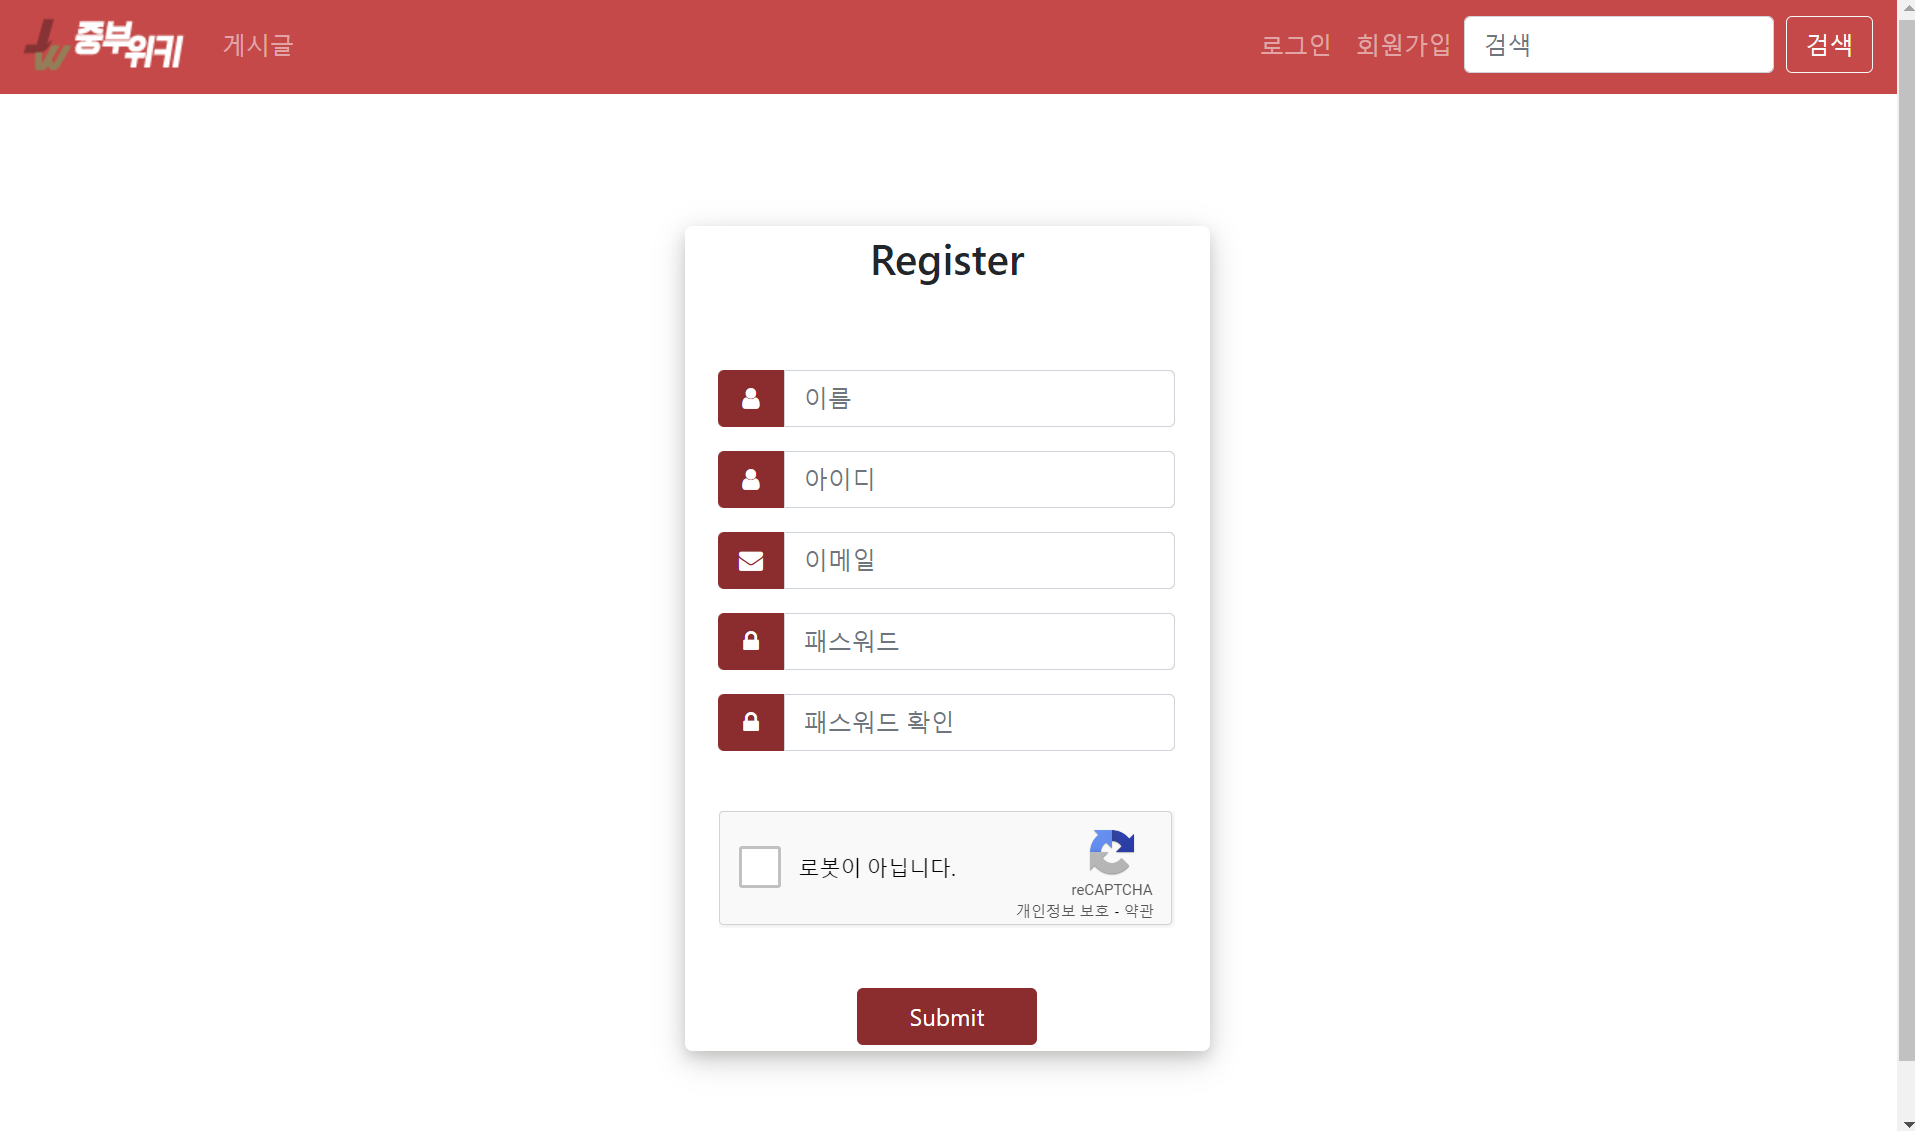 중부위키 게시글 로그인 회원가입 검색 검색
Register
이름
아이디
이메일
패스워드
패스워드 확인
로봇이 아닙니다.
reCAPTCHA
개인정보 보호 - 약관
Submit